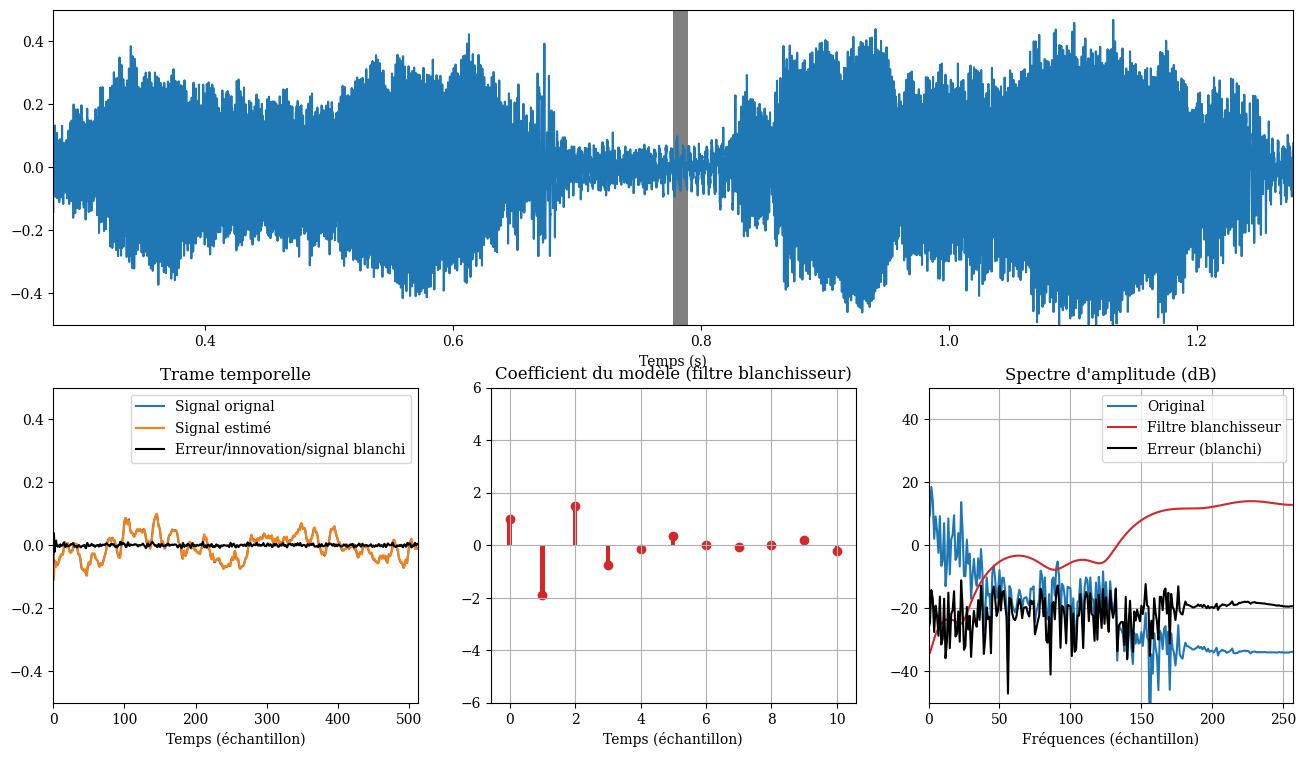 0.4
0.2
0.0
−0.2
−0.4
0.4 0.6 0.8 1.0 1.2
Temps (s)
Trame temporelle
0.4
0.2
0.0
−0.2
−0.4
Signal orignal
Signal estimé
Erreur/innovation/signal blanchi
0 100 200 300 400 500
Temps (échantillon)
Coefficient du modèle (filtre blanchisseur)
6
4
2
0
−2
−4
−6
0 2 4 6 8 10
Temps (échantillon)
Spectre d'amplitude (dB)
40
20
0
−20
−40
Original
Filtre blanchisseur
Erreur (blanchi)
0 50 100 150 200 250
Fréquences (échantillon)